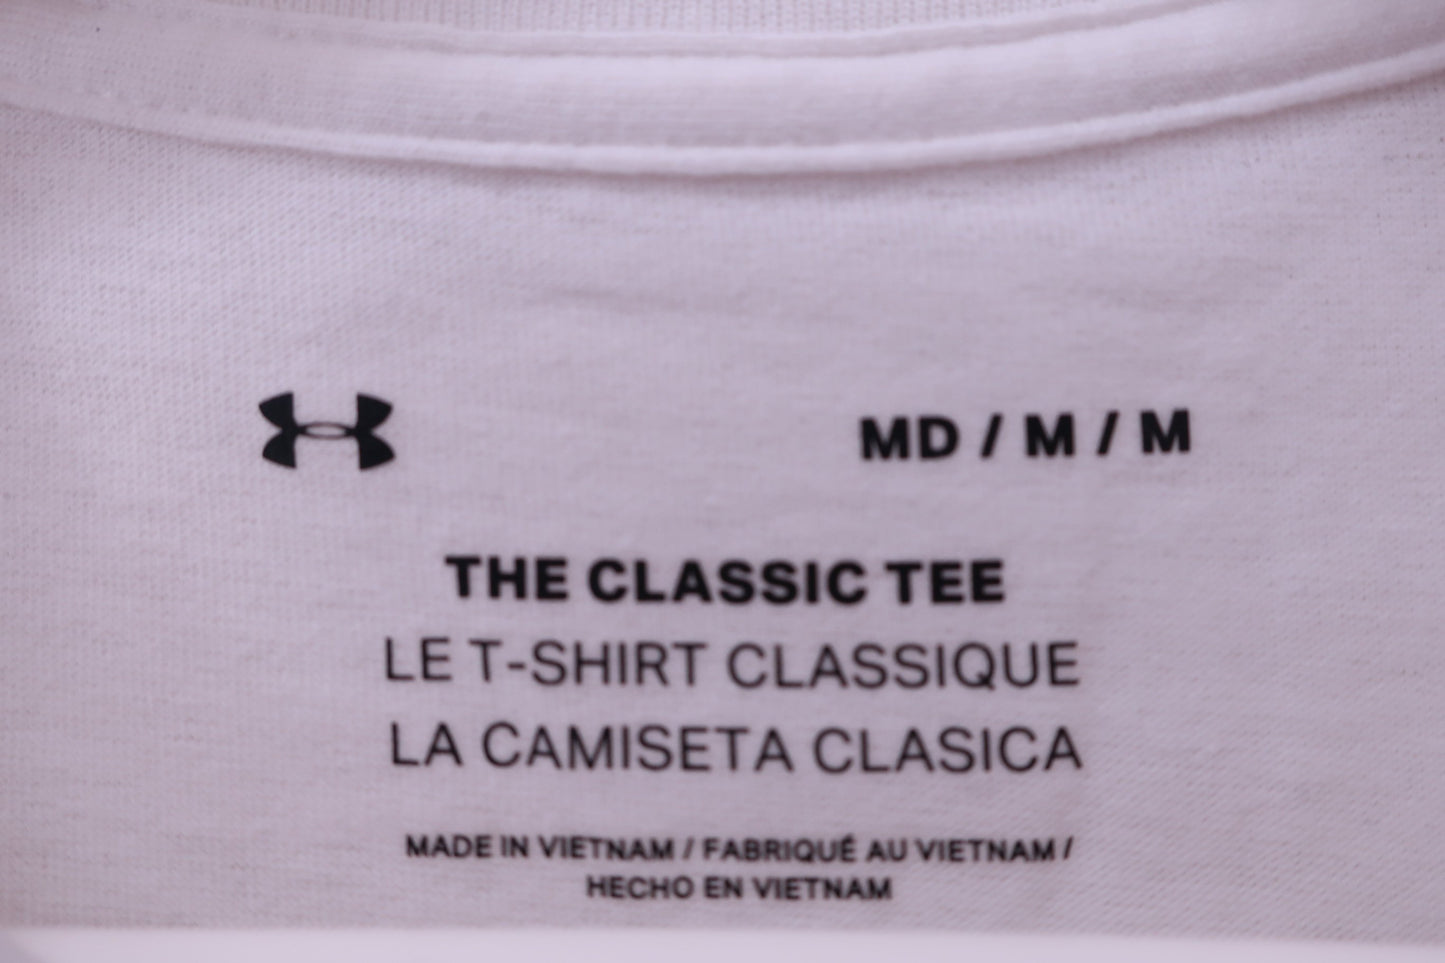 MD / M / M
THE CLASSIC TEE
LE T-SHIRT CLASSIQUE
LA CAMISETA CLASICA
MADE IN VIETNAM / FABRIQUÉ AU VIETNAM /
HECHO EN VIETNAM